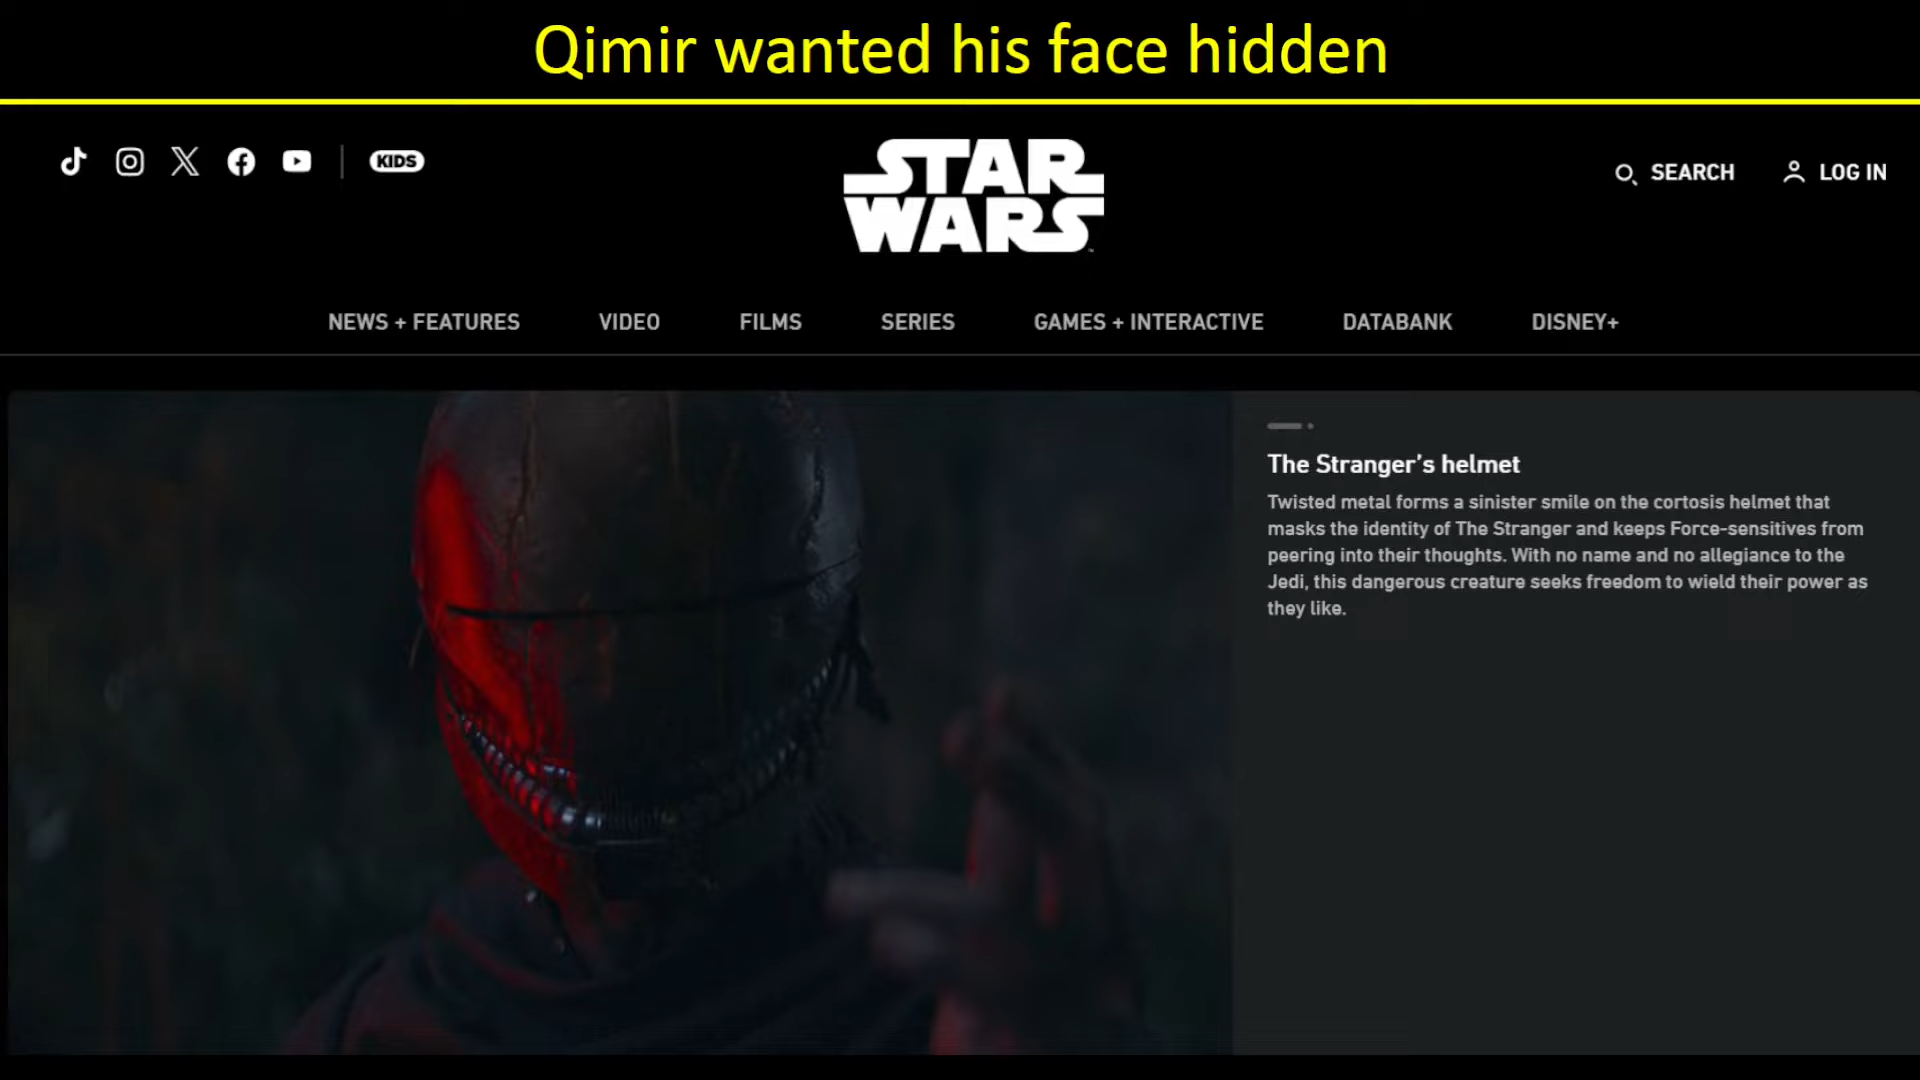 Qimir wanted his face hidden
KIDS
STAR
WARS
SEARCH
LOG IN
NEWS + FEATURES
VIDEO
FILMS
SERIES
GAMES + INTERACTIVE
DATABANK
DISNEY+
The Stranger’s helmet
Twisted metal forms a sinister smile on the cortosis helmet that
masks the identity of The Stranger and keeps Force-sensitives from
peering into their thoughts. With no name and no allegiance to the
Jedi, this dangerous creature seeks freedom to wield their power as
they like.